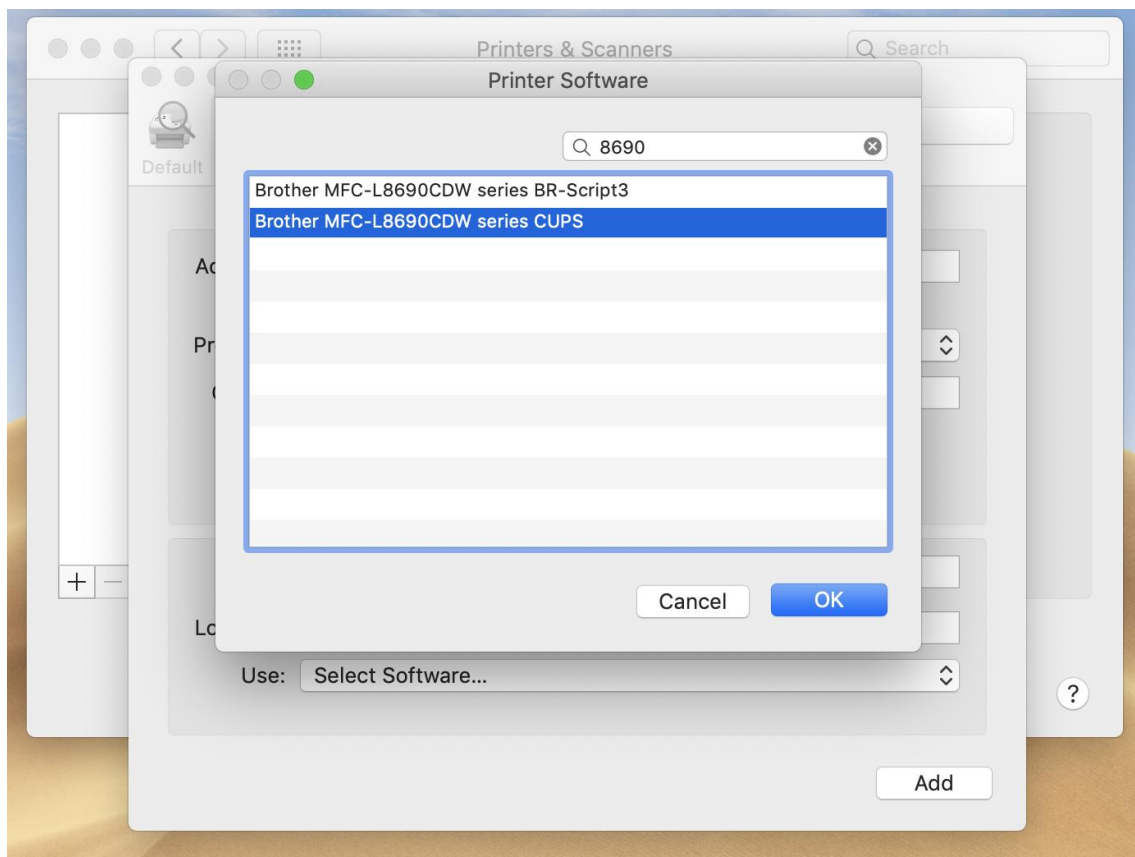 Printers & Scanners
Search
Printer Software
8690
Default
Brother MFC-L8690CDW series BR-Script3
Brother MFC-L8690CDW series CUPS
Cancel
OK
Use:
Select Software...
?
Add